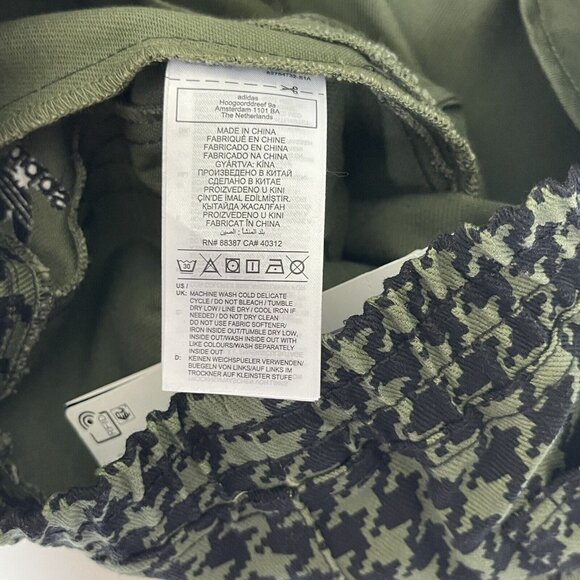 adidas
Hoogoorddreef 9a
Amsterdam 1101 BA
The Netherlands
MADE IN CHINA
FABRIQUÉ EN CHINE
FABRICADO EN CHINA
FABRICADO NA CHINA
GYÁRTVA: KÍNA
ПРОИЗВЕДЕНО В КИТАЙ
СДЕЛАНО В КИТАЕ
PROIZVEDENO U KINI
ÇIN'DE İMAL EDİLMİŞTIR.
ҚЫТАЙДА ЖАСАЛҒАН
PROIZVEDENO U KINI
بلد المنشأ: الصين
RN# 88387 CA# 40312
30
US /
UK: MACHINE WASH COLD DELICATE
CYCLE / DO NOT BLEACH / TUMBLE
DRY LOW / LINE DRY / COOL IRON IF
NEEDED / DO NOT DRY CLEAN
DO NOT USE FABRIC SOFTENER/
IRON INSIDE OUT/TUMBLE DRY LOW,
INSIDE OUT/WASH INSIDE OUT WITH
LIKE COLOURS/WASH SEPARATELY
INSIDE OUT
D: KEINEN WEICHSPUELER VERWENDEN/
BUEGELN VON LINKS/AUF LINKS IM
TROCKNER AUF KLEINSTER STUFE